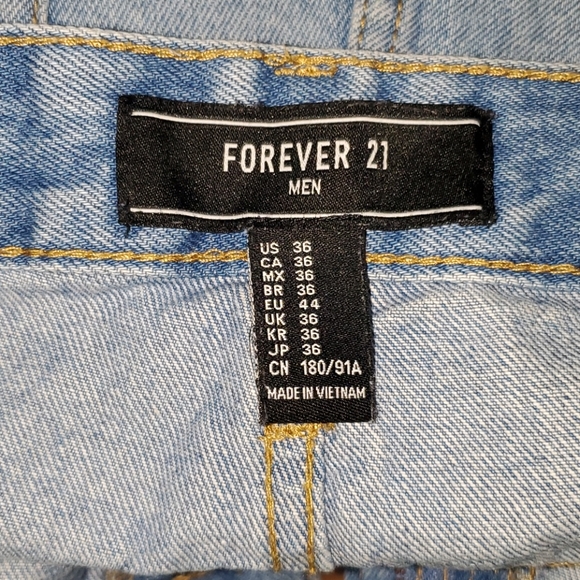 FOREVER 21
MEN
US 36
CA 36
MX 36
BR 36
EU 44
UK 36
KR 36
JP 36
CN 180/91A
MADE IN VIETNAM